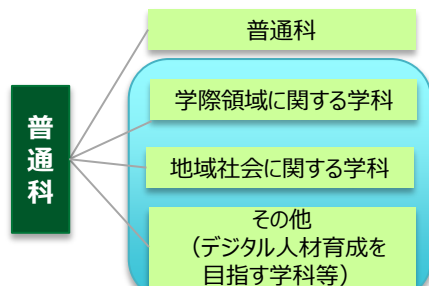 普通科
普通科
学際領域に関する学科
地域社会に関する学科
その他
（デジタル人材育成を
目指す学科等）